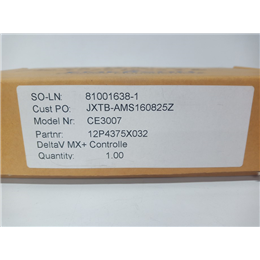 SO-LN: 81001638-1
Cust PO: JXTB-AMS160825Z
Model Nr: CE3007
Partnr: 12P4375X032
DeltaV MX+ Controlle
Quantity: 1.00